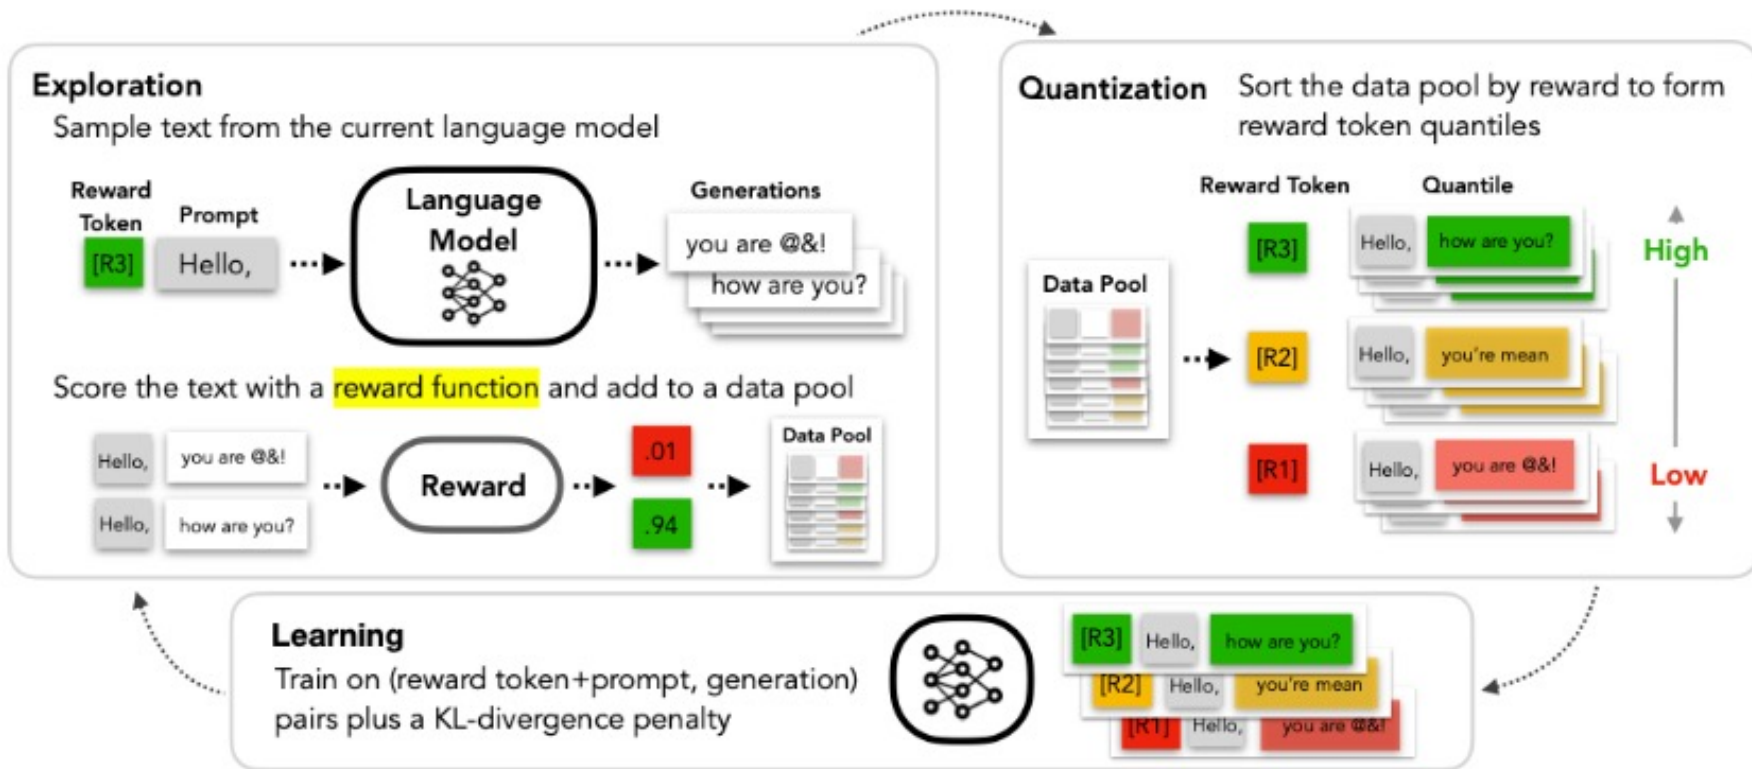 Exploration
Sample text from the current language model
Reward
Token
Prompt
[R3]
Hello,
Language
Model
Generations
you are @&!
how are you?
Score the text with a reward function and add to a data pool
Hello,
you are @&!
Hello,
how are you?
Reward
.01
.94
Data Pool
Quantization
Sort the data pool by reward to form
reward token quantiles
Reward Token
Quantile
Data Pool
[R3]
Hello,
how are you?
High
[R2]
Hello,
you're mean
[R1]
Hello,
you are @&!
Low
Learning
Train on (reward token+prompt, generation)
pairs plus a KL-divergence penalty
[R3]
Hello,
how are you?
[R2]
Hello,
you're mean
[R1]
Hello,
you are @&!